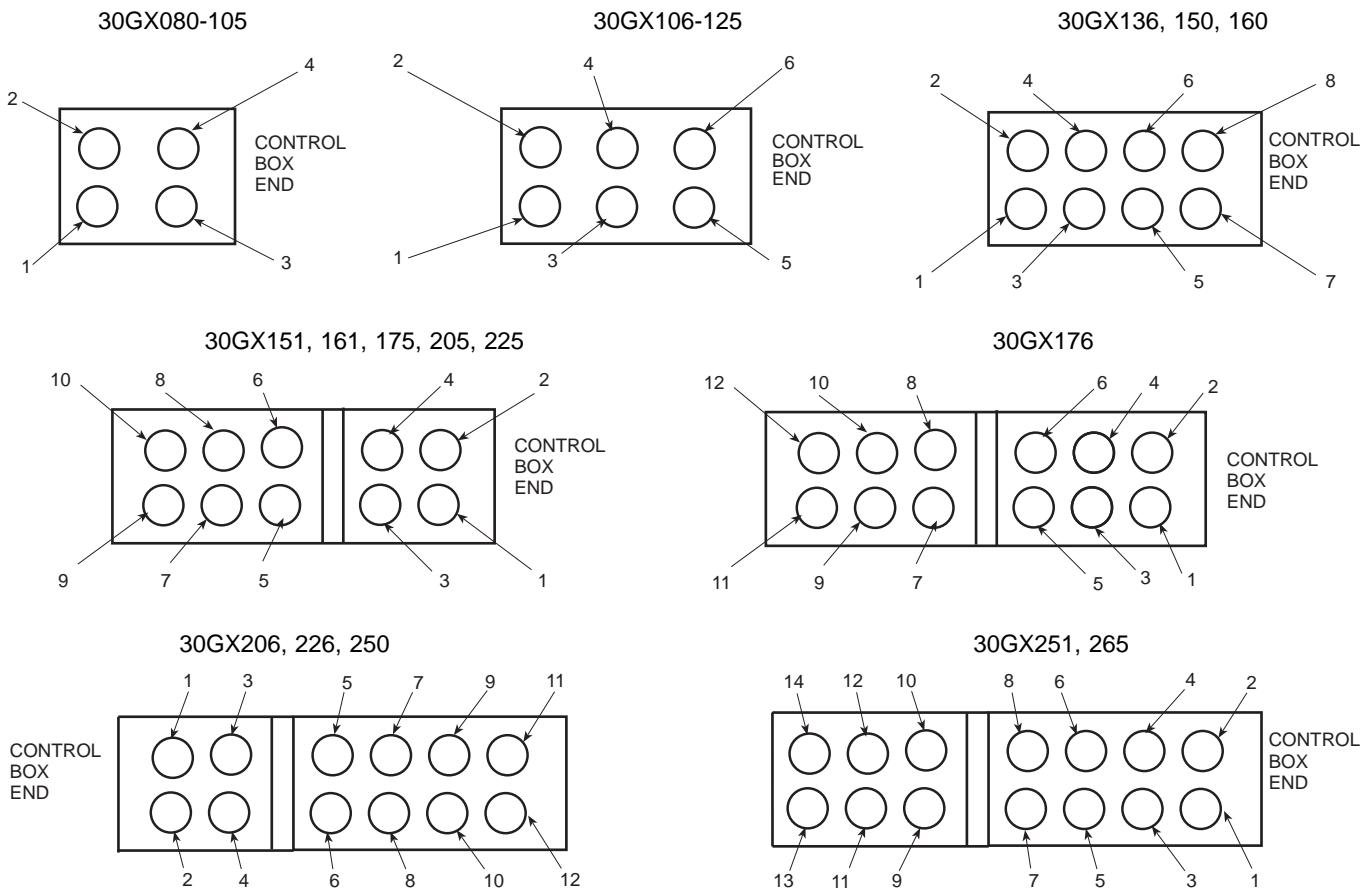 30GX080-105
30GX106-125
30GX136, 150, 160
2
4
CONTROL
BOX
END
1
3
2
4
6
CONTROL
BOX
END
1
3
5
2
4
6
8
CONTROL
BOX
END
1
3
5
7
30GX151, 161, 175, 205, 225
30GX176
10
8
6
4
2
CONTROL
BOX
END
9
7
5
3
1
12
10
8
6
4
2
CONTROL
BOX
END
11
9
7
5
3
1
30GX206, 226, 250
30GX251, 265
1
3
5
7
9
11
CONTROL
BOX
END
2
4
6
8
10
12
14
12
10
8
6
4
2
CONTROL
BOX
END
13
11
9
7
5
3
1